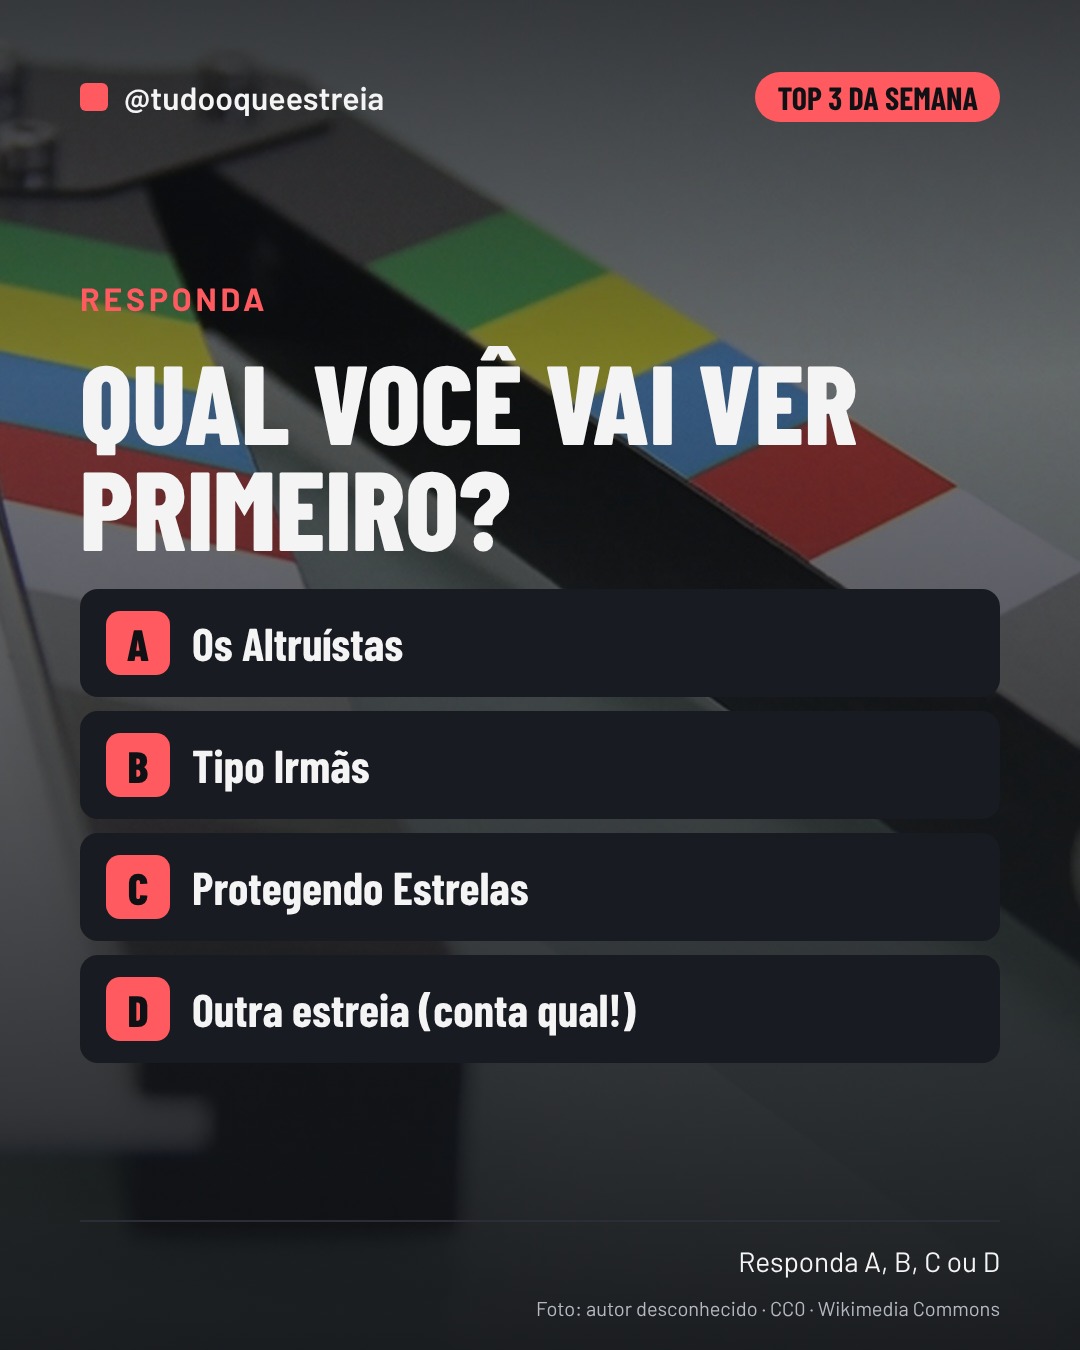 @tudooqueestreia
TOP 3 DA SEMANA
RESPONDA
QUAL VOCÊ VAI VER
PRIMEIRO?
A Os Altruístas
B Tipo Irmãs
C Protegendo Estrelas
D Outra estreia (conta qual!)
Responda A, B, C ou D
Foto: autor desconhecido · CC0 · Wikimedia Commons